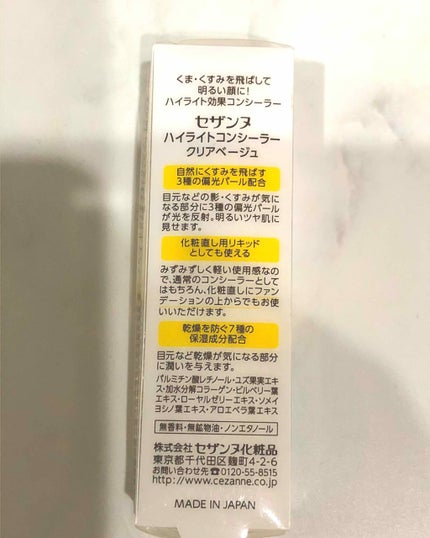 くま・くすみを飛ばして
明るい顔に!
ハイライト効果コンシーラー
セザンヌ
ハイライトコンシーラー
クリアベージュ
自然にくすみを飛ばす
3種の偏光パール配合
目元などの影・くすみが気に
なる部分に3種の偏光パール
が光を反射。明るいツヤ肌に
見せます。
化粧直し用リキッド
としても使える
みずみずしく軽い使用感なの
で、通常のコンシーラーとして
はもちろん、化粧直しにファン
デーションの上からでもお使
いいただけます。
乾燥を防ぐ7種の
保湿成分配合
目元など乾燥が気になる部分
に潤いを与えます。
パルミチン酸レチノール・ユズ果実エキ
ス・加水分解コラーゲン・ビルベリー葉
エキス・ローヤルゼリーエキス・ソメイ
ヨシノ葉エキス・アロエベラ葉エキス
無香料・無鉱物油・ノンエタノール
株式会社 セザンヌ化粧品
東京都千代田区麹町4-2-6
お問い合わせ先☎0120-55-8515
http://www.cezanne.co.jp
MADE IN JAPAN